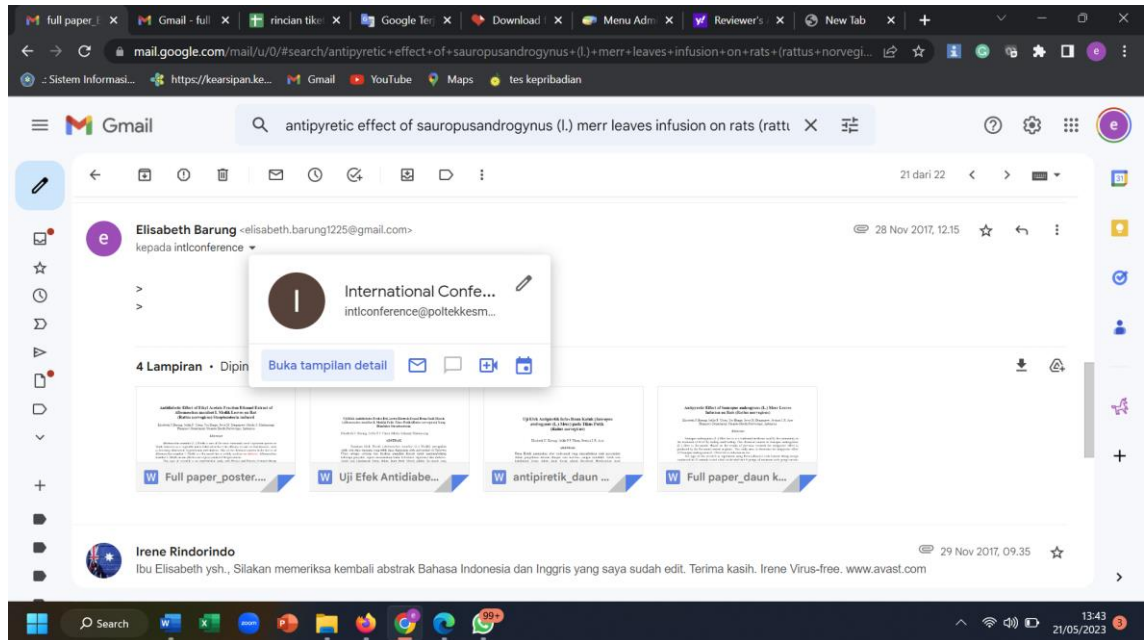 full paper_E
Gmail - full
rincian tike
Google Terj
Download
Menu Adm
Reviewer's
New Tab
mail.google.com/mail/u/0/#search/antipyretic+effect+of+sauropusandrogynus+(l.)+merr+leaves+infusion+on+rats+(rattus+norvegi...
.: Sistem Informasi...
https://kearsipan.ke...
Gmail
YouTube
Maps
tes kepribadian
Gmail
antipyretic effect of sauropusandrogynus (l.) merr leaves infusion on rats (rattu
21 dari 22
Elisabeth Barung <elisabeth.barung1225@gmail.com>
28 Nov 2017, 12.15
kepada intlconference
>
>
International Confe...
intlconference@poltekkesm...
Buka tampilan detail
4 Lampiran • Dipin
Full paper_poster....
Uji Efek Antidiabe...
antipiretik_daun ...
Full paper_daun k...
Irene Rindorindo
29 Nov 2017, 09.35
Ibu Elisabeth ysh., Silakan memeriksa kembali abstrak Bahasa Indonesia dan Inggris yang saya sudah edit. Terima kasih. Irene Virus-free. www.avast.com
Search
99+
13:43
21/05/2023
3